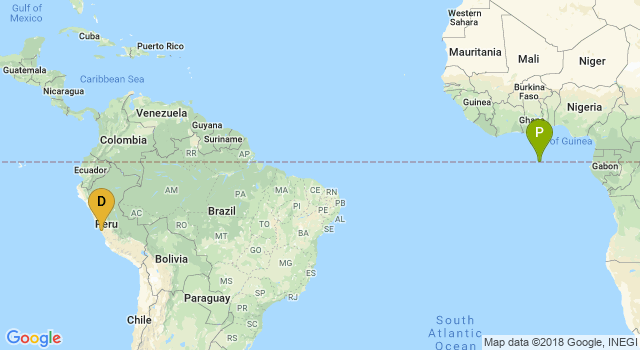 Gulf of
Mexico
Cuba
Puerto Rico
Guatemala
Caribbean Sea
Nicaragua
Venezuela
Guyana
Suriname
Colombia
RR
AP
Ecuador
AM
PA
MA
CE
RN
PB
PI
PE
AL
SE
AC
TO
RO
BA
MT
Brazil
D
Peru
GO
MG
Bolivia
ES
MS
SP
RJ
Paraguay
PR
SC
RS
Chile
Western
Sahara
Mauritania
Mali
Niger
Burkina
Faso
Guinea
Nigeria
Ghana
P
of Guinea
Gabon
South
Atlantic
Ocean
Google
Map data ©2018 Google, INEGI